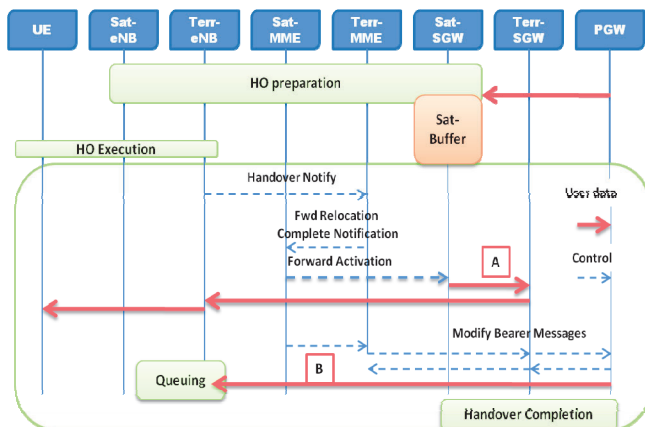 UE
Sat-
eNB
Terr-
eNB
Sat-
MME
Terr-
MME
Sat-
SGW
Terr-
SGW
PGW
HO preparation
Sat-
Buffer
HO Execution
Handover Notify
User data
Fwd Relocation
Complete Notification
Forward Activation
A
Control
Modify Bearer Messages
B
Queuing
Handover Completion